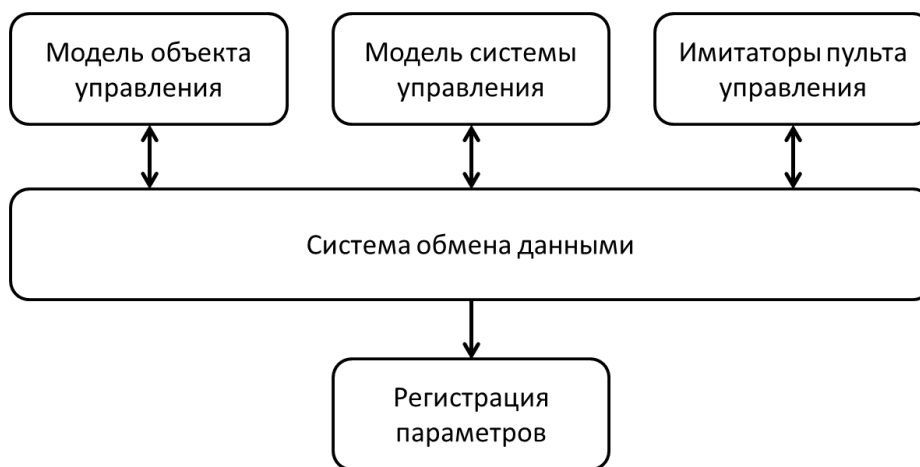 Модель объекта
управления
Модель системы
управления
Имитаторы пульта
управления
Система обмена данными
Регистрация
параметров